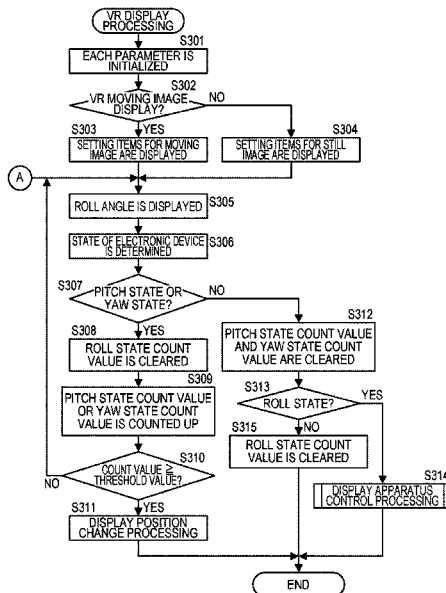 VR DISPLAY
PROCESSING
S301
EACH PARAMETER IS
INITIALIZED
S302
VR MOVING IMAGE
DISPLAY?
NO
S303
YES
S304
SETTING ITEMS FOR MOVING
IMAGE ARE DISPLAYED
SETTING ITEMS FOR STILL
IMAGE ARE DISPLAYED
A
ROLL ANGLE IS DISPLAYED
S305
STATE OF ELECTRONIC DEVICE
IS DETERMINED
S306
S307
PITCH STATE OR
YAW STATE?
NO
S308
YES
S312
ROLL STATE COUNT
VALUE IS CLEARED
PITCH STATE COUNT VALUE
AND YAW STATE COUNT
VALUE ARE CLEARED
S309
PITCH STATE COUNT VALUE
OR YAW STATE COUNT
VALUE IS COUNTED UP
S313
ROLL STATE?
YES
NO
S315
ROLL STATE COUNT
VALUE IS CLEARED
S310
COUNT VALUE ≧
THRESHOLD VALUE?
NO
YES
S314
DISPLAY APPARATUS
CONTROL PROCESSING
S311
DISPLAY POSITION
CHANGE PROCESSING
END